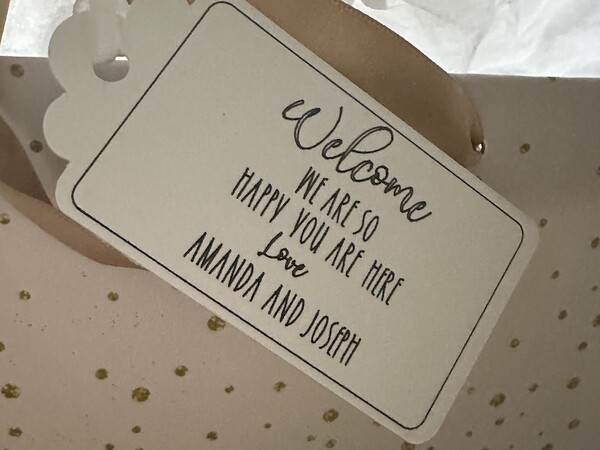 Welcome
WE ARE SO
HAPPY YOU ARE HERE
Love
AMANDA AND JOSEPH